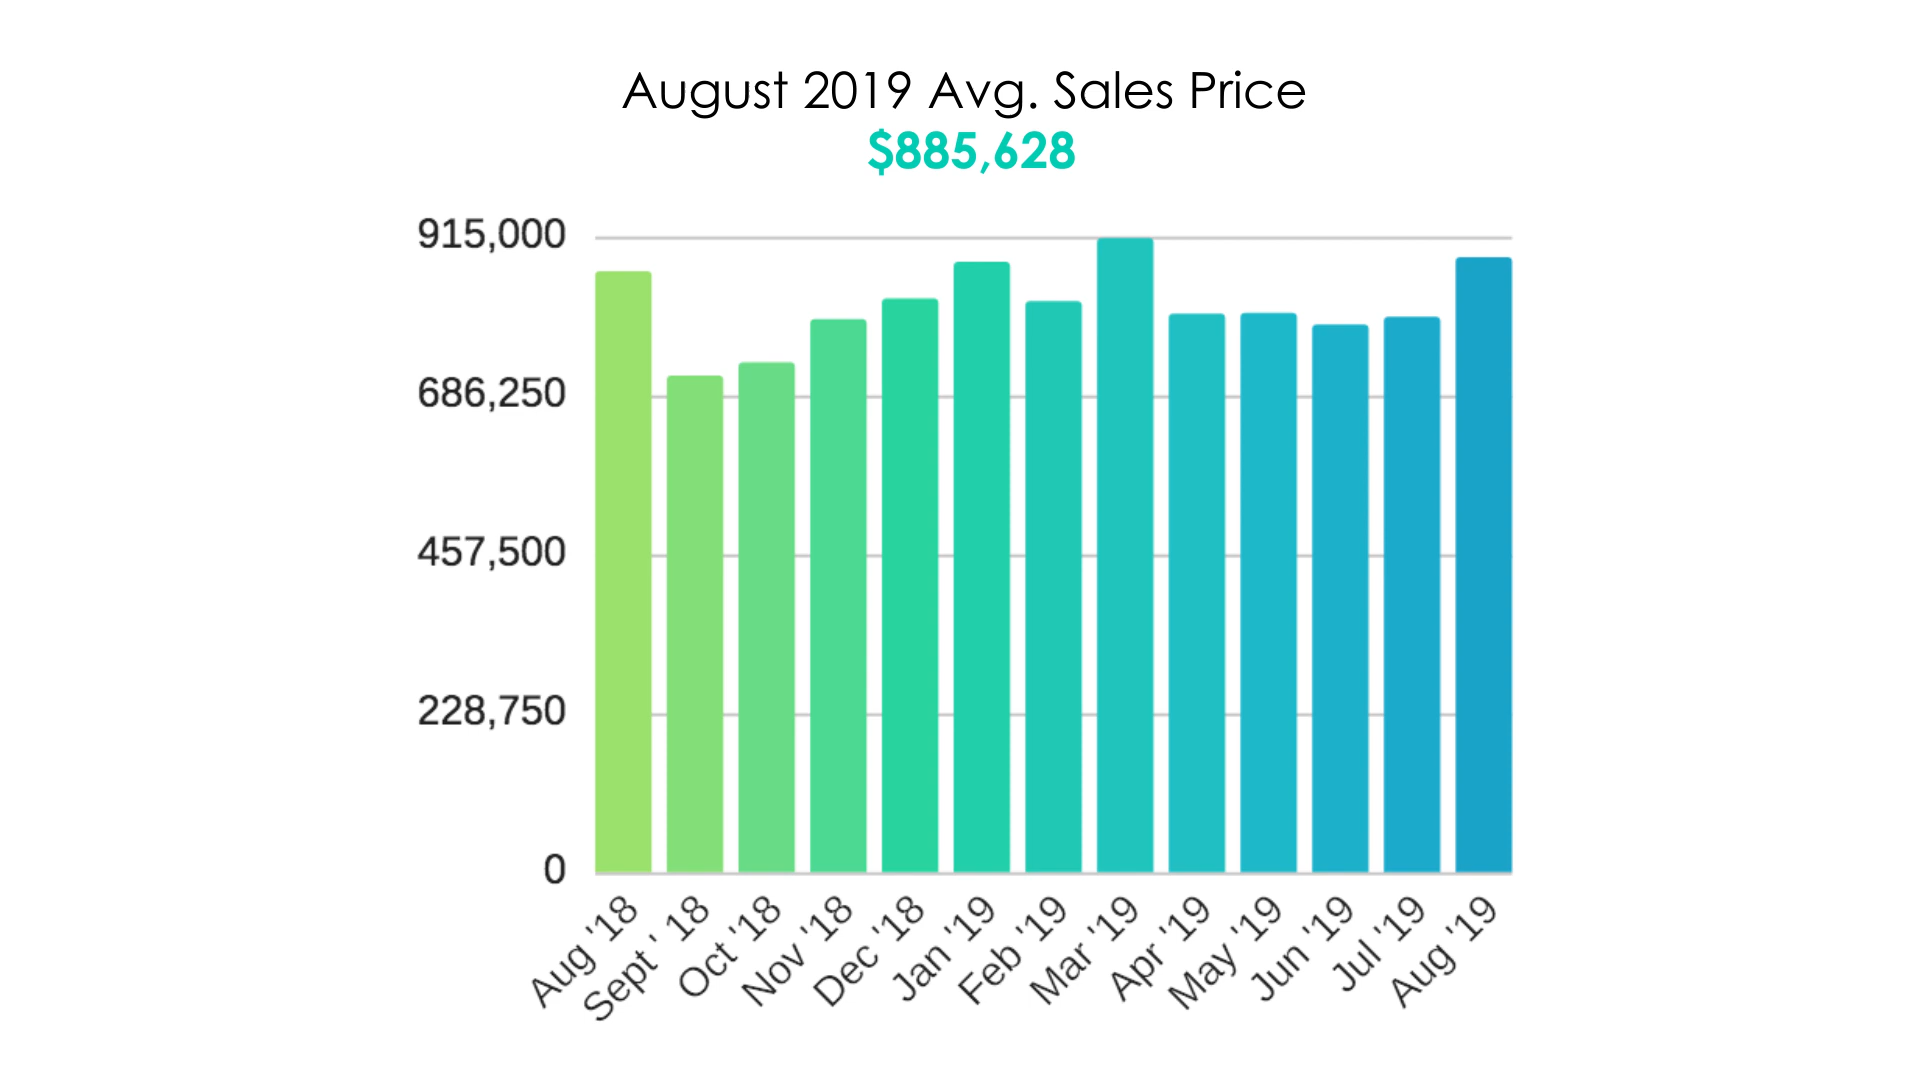 August 2019 Avg. Sales Price
$885,628
915,000
686,250
457,500
228,750
0
Aug '18
Sept' 18
Oct '18
Nov '18
Dec '18
Jan '19
Feb '19
Mar '19
Apr '19
May '19
Jun '19
Jul '19
Aug '19